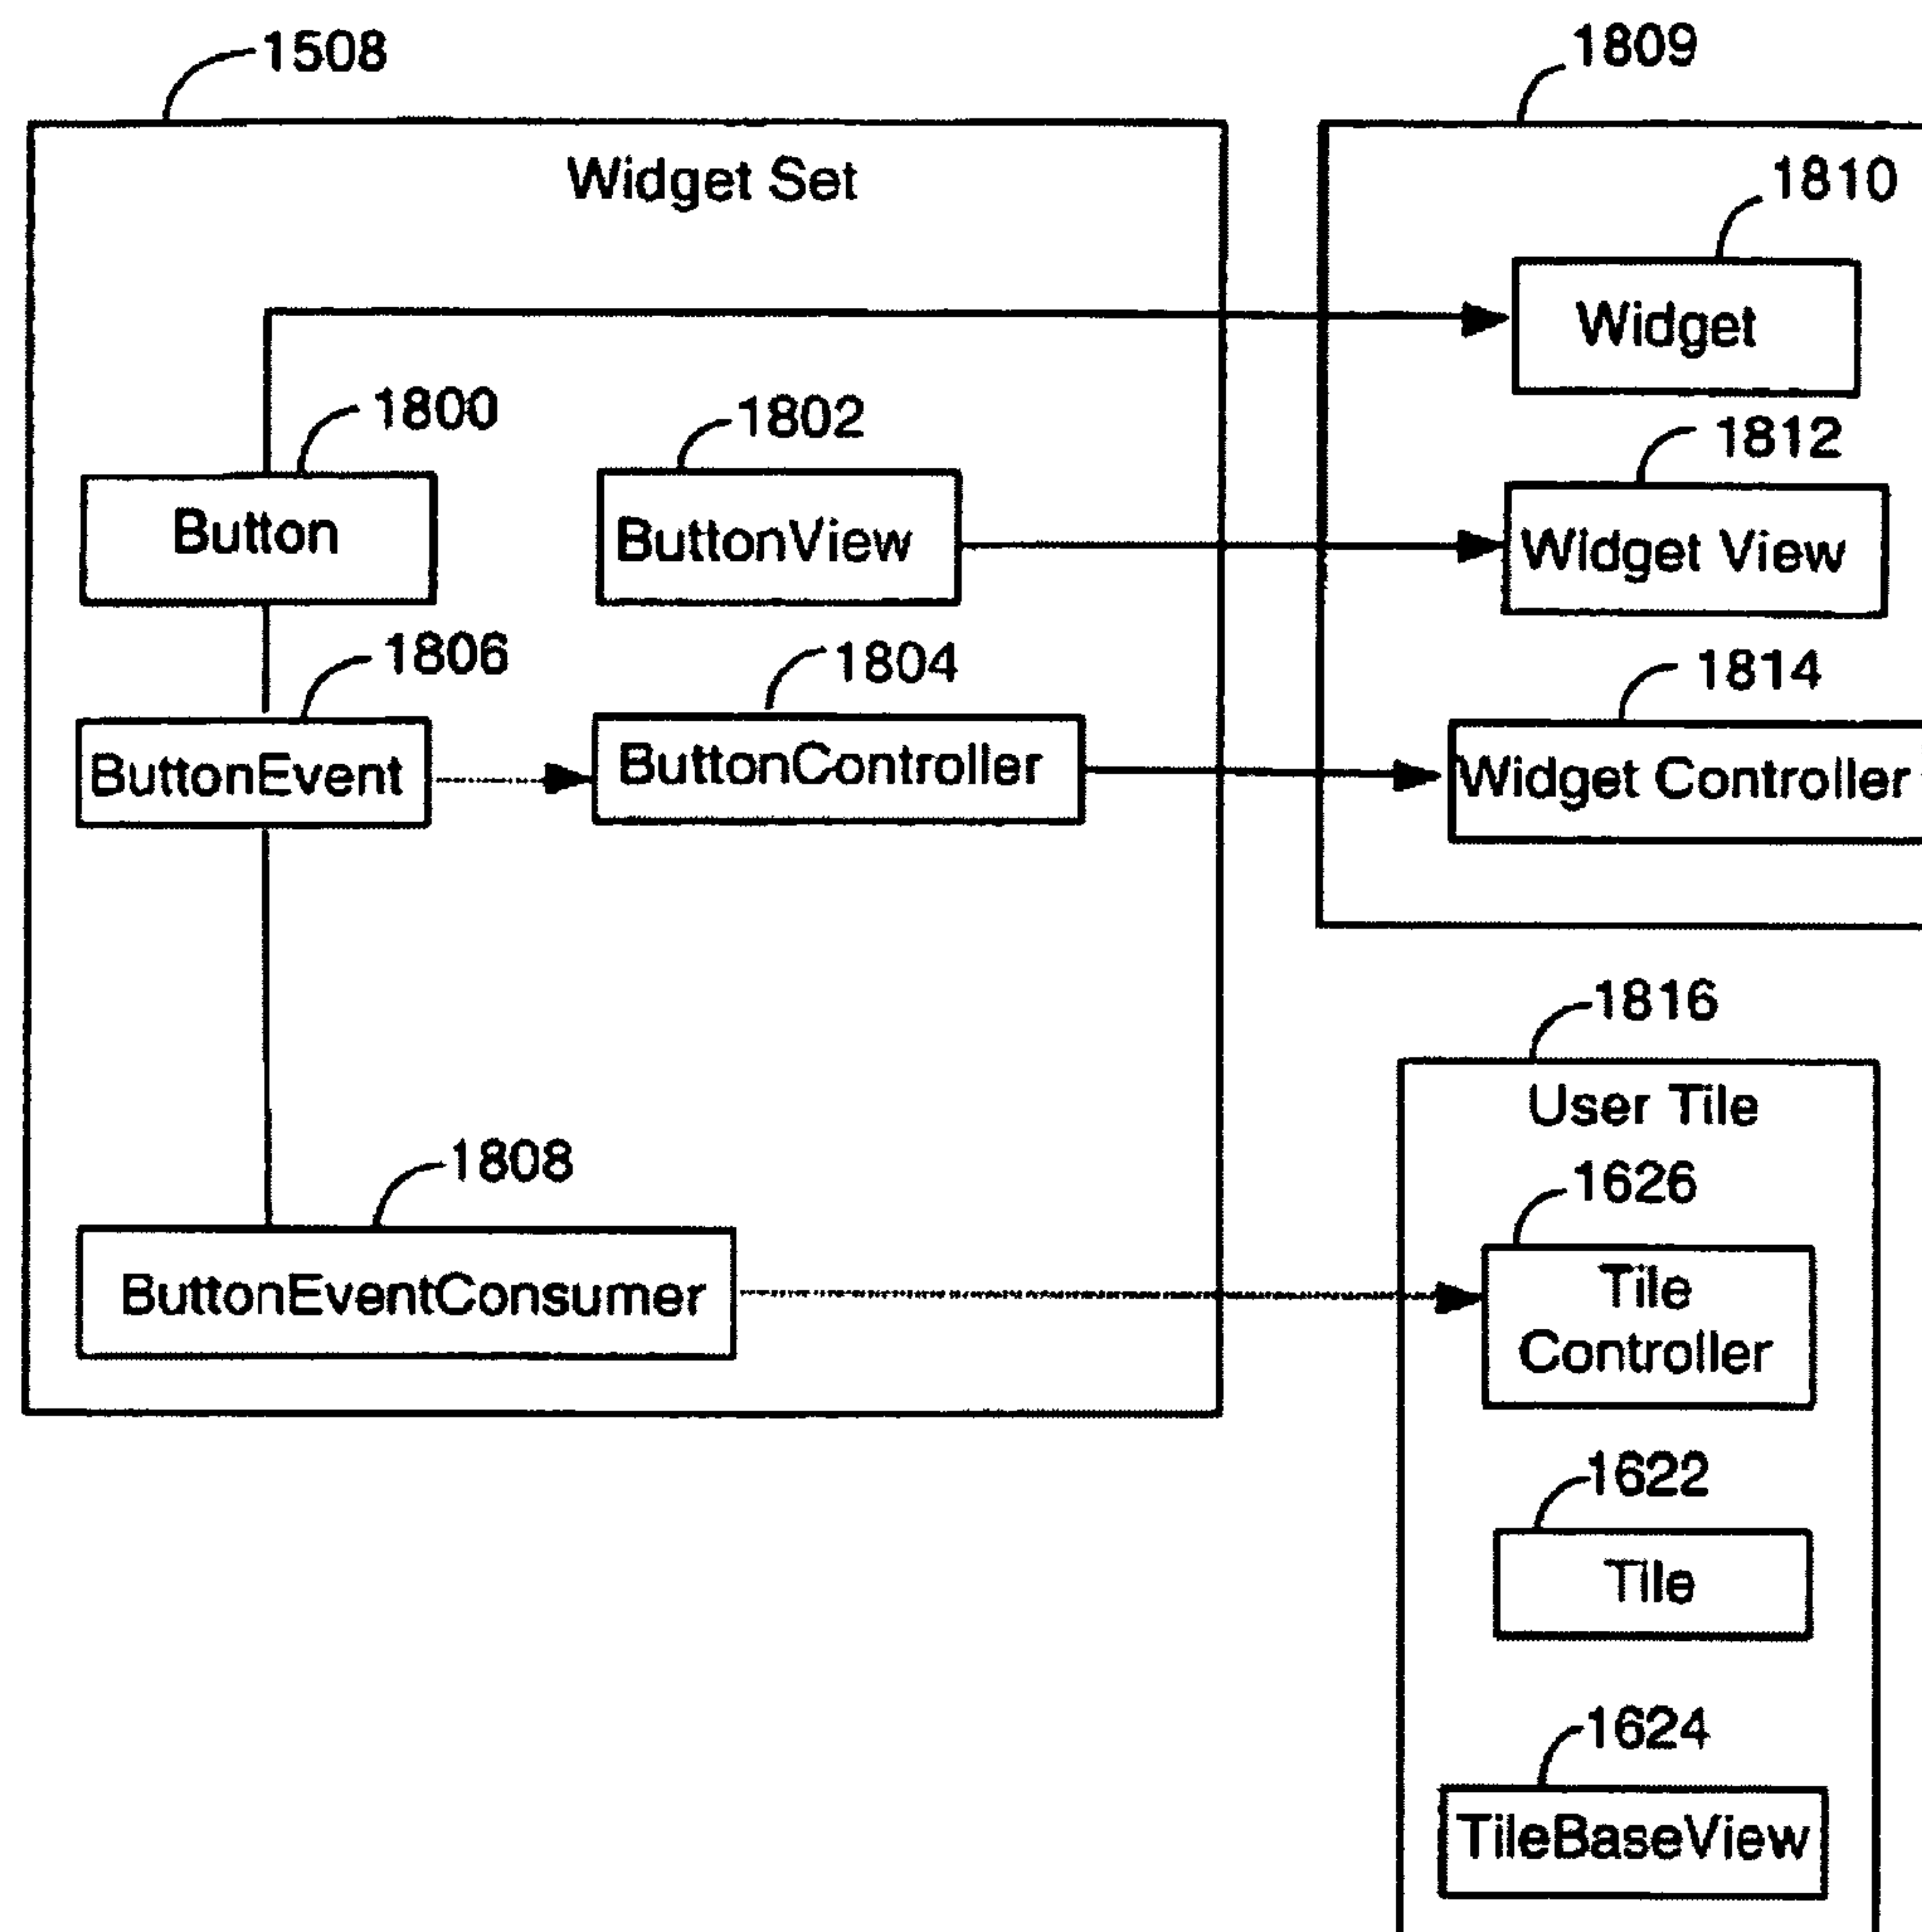 1508
1809
Widget Set
1810
Widget
1800
1802
1812
Button
ButtonView
Widget View
1806
1804
1814
ButtonEvent
ButtonController
Widget Controller
1816
User Tile
1808
1626
ButtonEventConsumer
Tile
Controller
1622
Tile
1624
TileBaseView